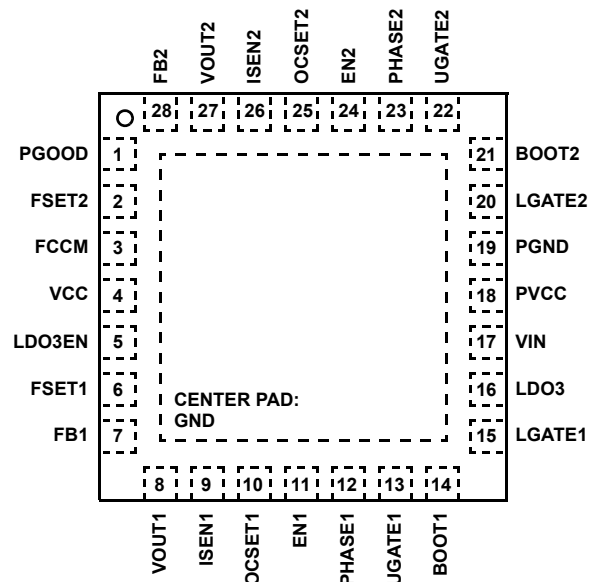 FB2
VOUT2
ISEN2
OCSET2
EN2
PHASE2
UGATE2
28 27 26 25 24 23 22
PGOOD 1
FSET2 2
FCCM 3
VCC 4
LDO3EN 5
FSET1 6
FB1 7
21 BOOT2
20 LGATE2
19 PGND
18 PVCC
17 VIN
16 LDO3
15 LGATE1
CENTER PAD:
GND
8 9 10 11 12 13 14
VOUT1
ISEN1
OCSET1
EN1
PHASE1
UGATE1
BOOT1